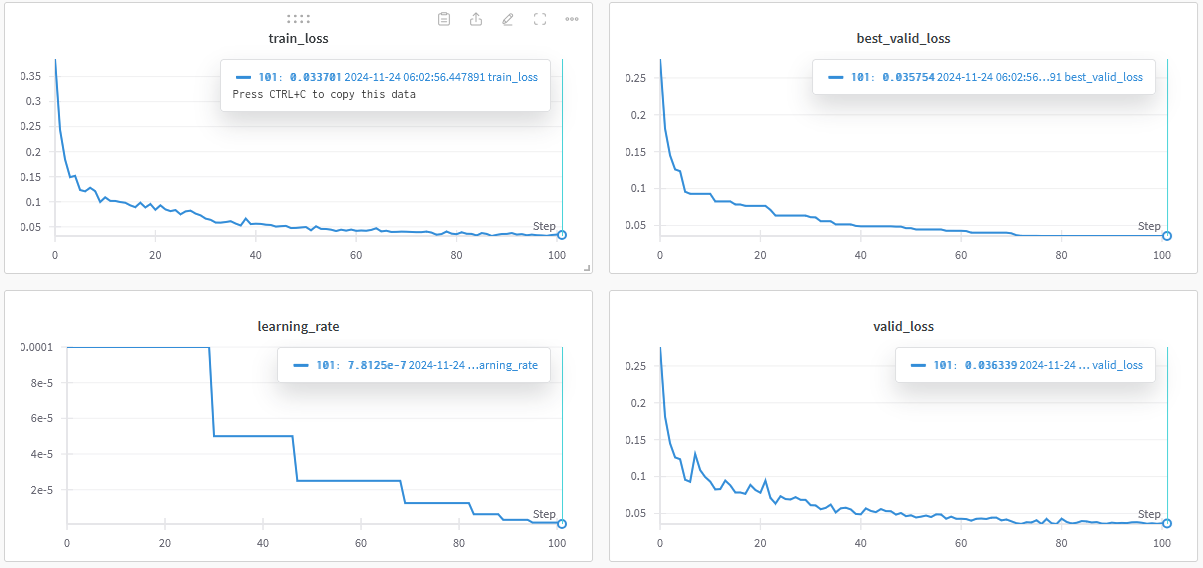 train_loss
0.35
0.3
0.25
0.2
0.15
0.1
0.05
101: 0.033701 2024-11-24 06:02:56.447891 train_loss
Press CTRL+C to copy this data
Step
0 20 40 60 80 100
best_valid_loss
0.25
0.2
0.15
0.1
0.05
101: 0.035754 2024-11-24 06:02:56...91 best_valid_loss
Step
0 20 40 60 80 100
learning_rate
0.0001
8e-5
6e-5
4e-5
2e-5
101: 7.8125e-7 2024-11-24 ...arning_rate
Step
0 20 40 60 80 100
valid_loss
0.25
0.2
0.15
0.1
0.05
101: 0.036339 2024-11-24 ... valid_loss
Step
0 20 40 60 80 100